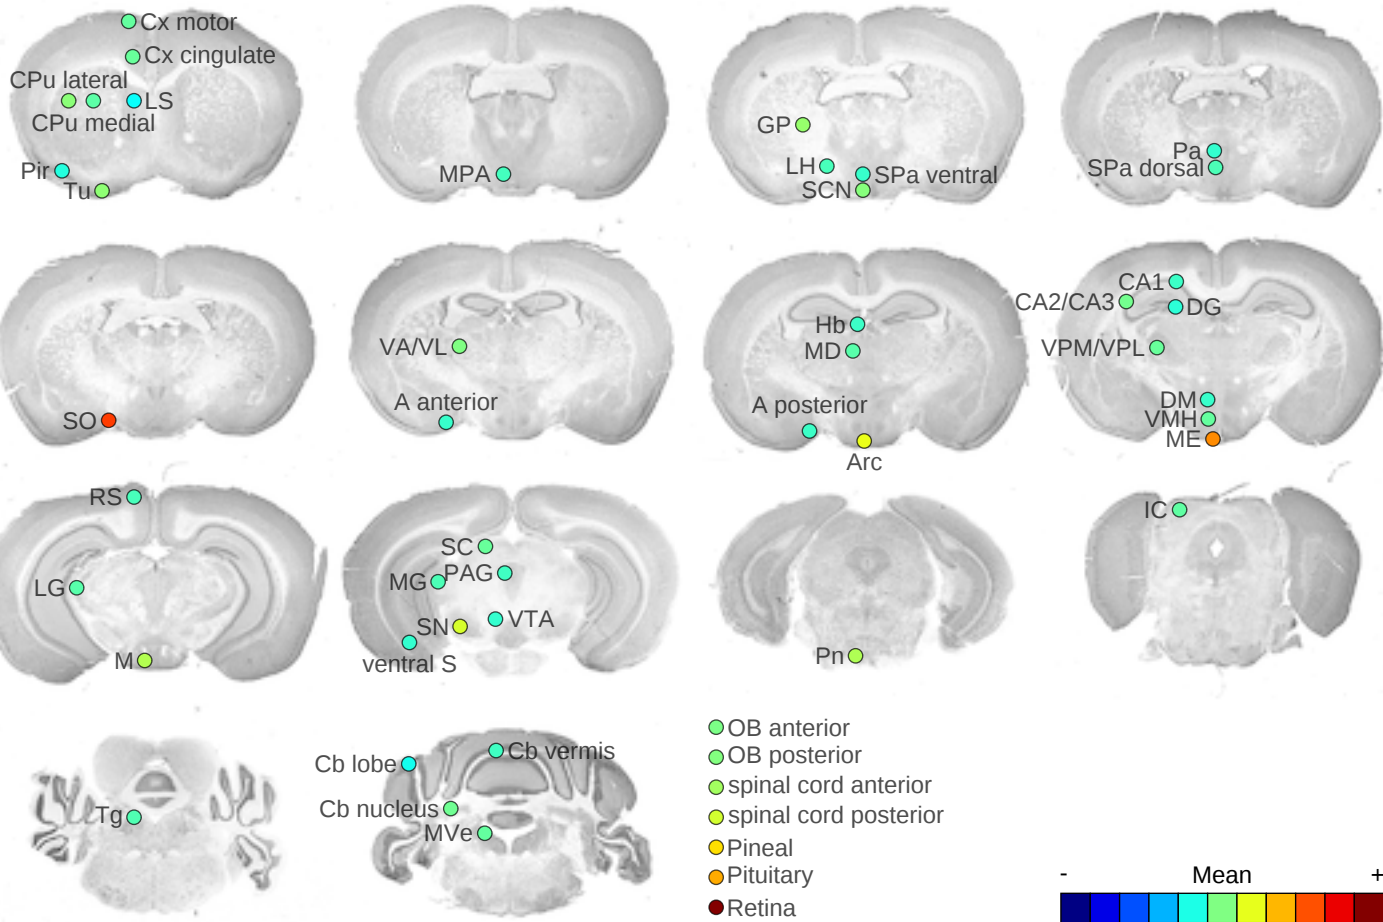 Cx motor
Cx cingulate
CPu lateral
LS
CPu medial
Pir
Tu
MPA
GP
LH
SPa ventral
SCN
Pa
SPa dorsal
SO
VA/VL
A anterior
Hb
MD
A posterior
Arc
CA1
CA2/CA3
DG
VPM/VPL
DM
VMH
ME
RS
LG
M
SC
MG
PAG
SN
VTA
ventral S
Pn
IC
Tg
Cb lobe
Cb vermis
Cb nucleus
MVe
OB anterior
OB posterior
spinal cord anterior
spinal cord posterior
Pineal
Pituitary
Retina
- Mean +